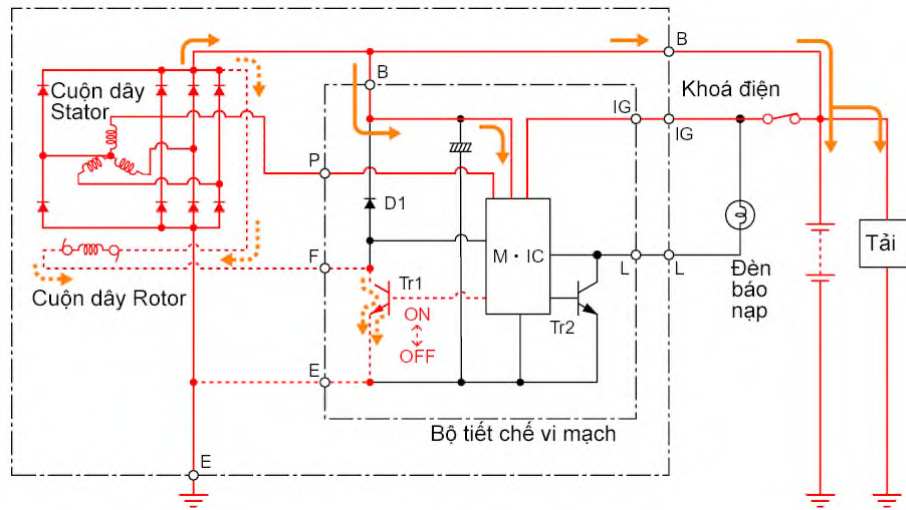 B
B
Khoá điện
Cuộn dây
Stator
IG
IG
P
D1
M · IC
Tải
F
L
L
Đèn
báo
nạp
Cuộn dây Rotor
Tr1
ON
OFF
Tr2
E
Bộ tiết chế vi mạch
E